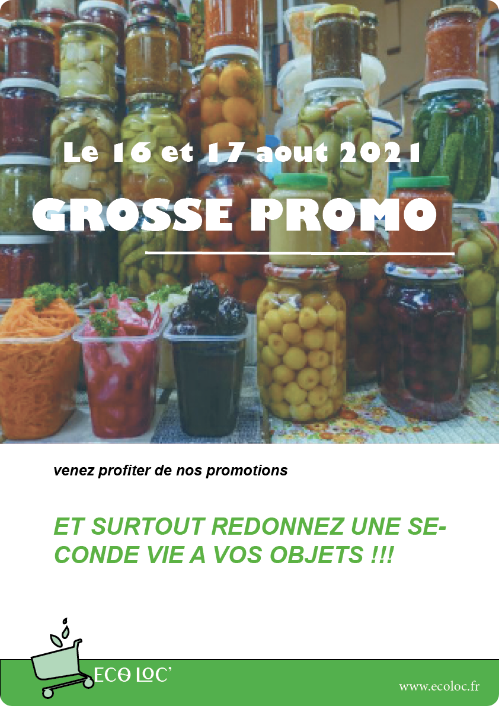 Le 16 et 17 aout 2021
GROSSE PROMO
venez profiter de nos promotions
ET SURTOUT REDONNEZ UNE SE-
CONDE VIE A VOS OBJETS !!!
ECO LOC'
www.ecoloc.fr